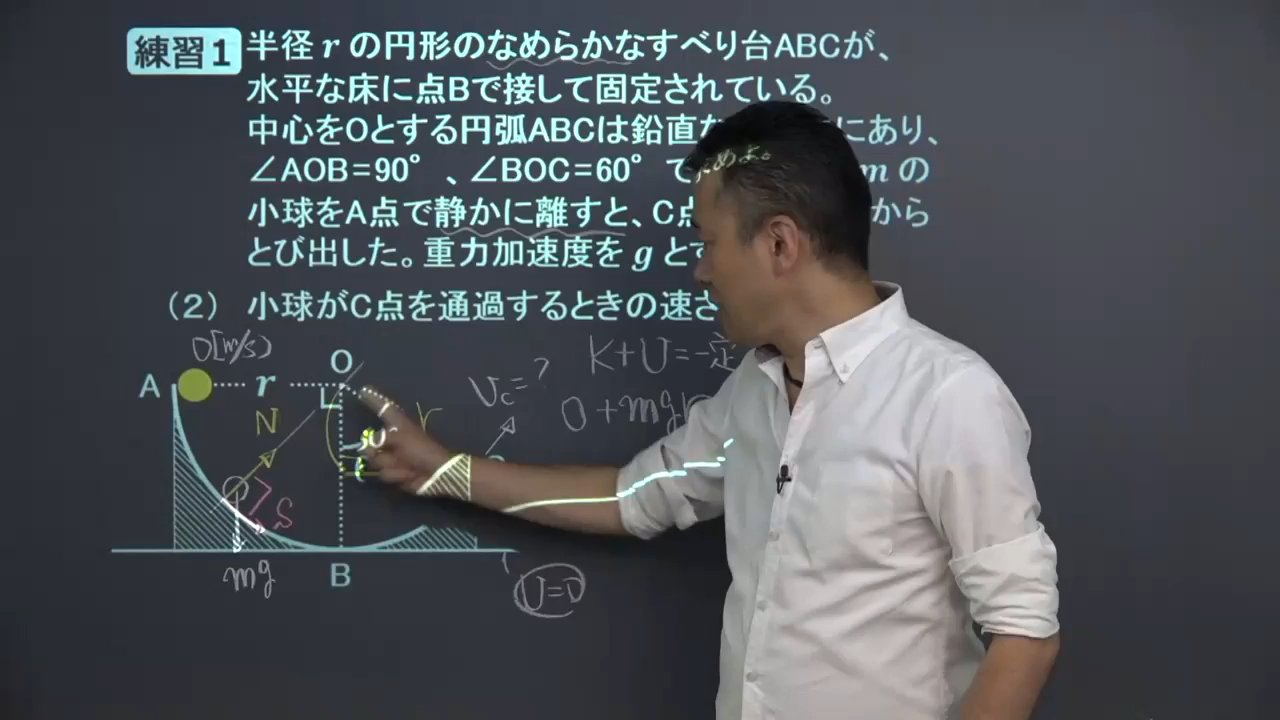 練習１ 半径 r の円形のなめらかなすべり台ABCが、
水平な床に点Bで接して固定されている。
中心をOとする円弧ABCは鉛直な にあり、
∠AOB=90° 、∠BOC=60° で m の
小球をA点で静かに離すと、C点 から
とび出した。重力加速度を g とす
（２） 小球がC点を通過するときの速さ
めよ。
0[m/s]
O
K+U=一定
A r
υc=?
0+mgr
N r
S
mg B U=0